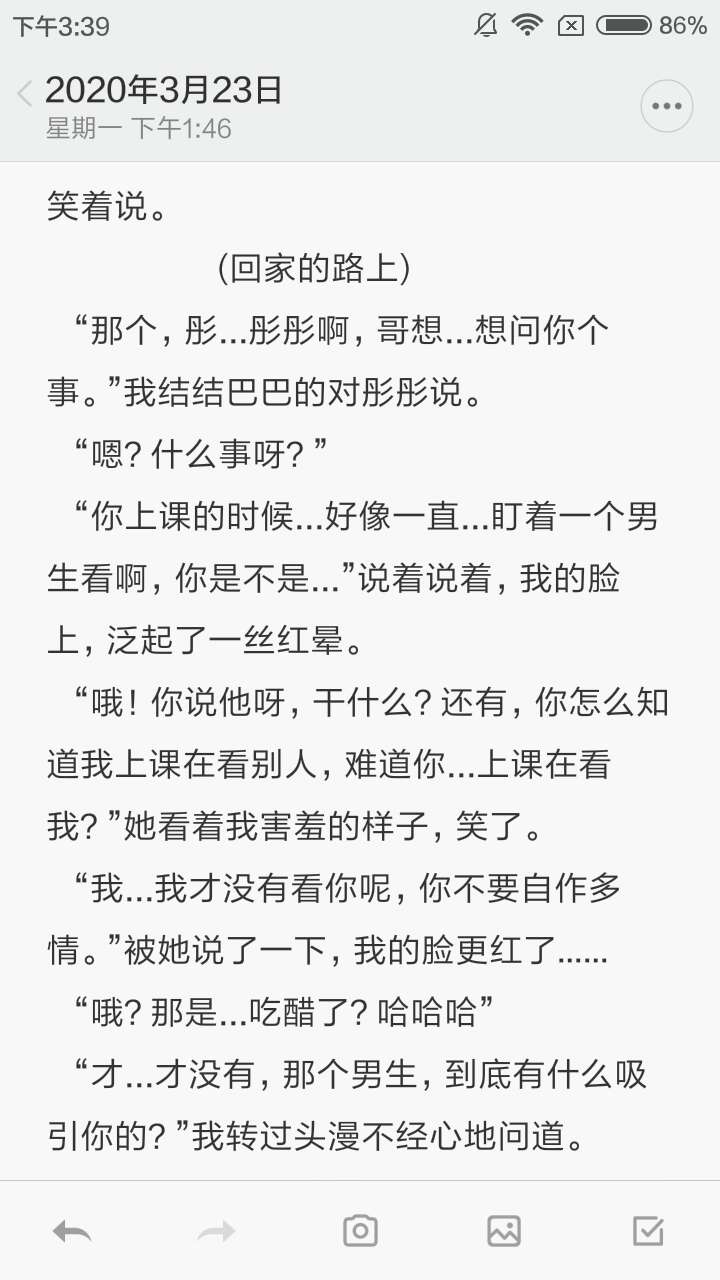 下午3:39
86%
2020年3月23日
星期一 下午1:46
笑着说。
(回家的路上)
“那个, 彤...彤彤啊, 哥想...想问你个
事。”我结结巴巴的对彤彤说。
“嗯? 什么事呀? ”
“你上课的时候...好像一直...盯着一个男
生看啊, 你是不是...”说着说着, 我的脸
上, 泛起了一丝红晕。
“哦! 你说他呀, 干什么? 还有, 你怎么知
道我上课在看别人, 难道你...上课在看
我? ”她看着我害羞的样子, 笑了。
“我...我才没有看你呢, 你不要自作多
情。”被她说了一下, 我的脸更红了......
“哦? 那是...吃醋了? 哈哈哈”
“才...才没有, 那个男生, 到底有什么吸
引你的? ”我转过头漫不经心地问道。